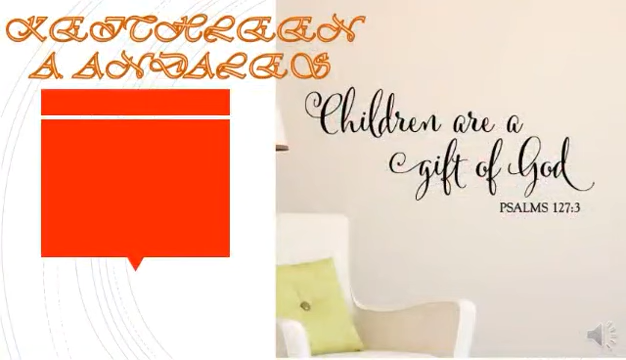 KEITHLEEN
A ANDALES
Children are a
gift of God
PSALMS 127:3